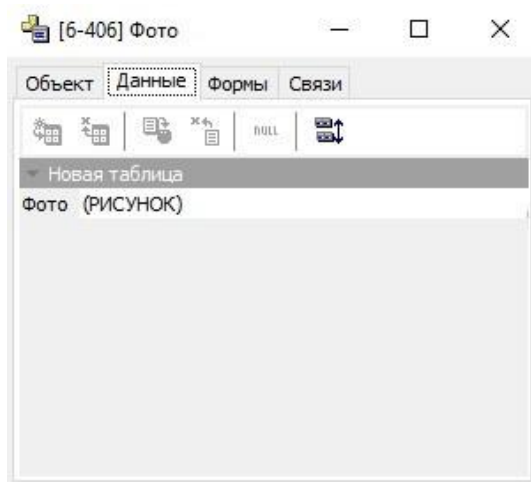 [6-406] Фото
Объект Данные Формы Связи
NULL
Новая таблица
Фото (РИСУНОК)